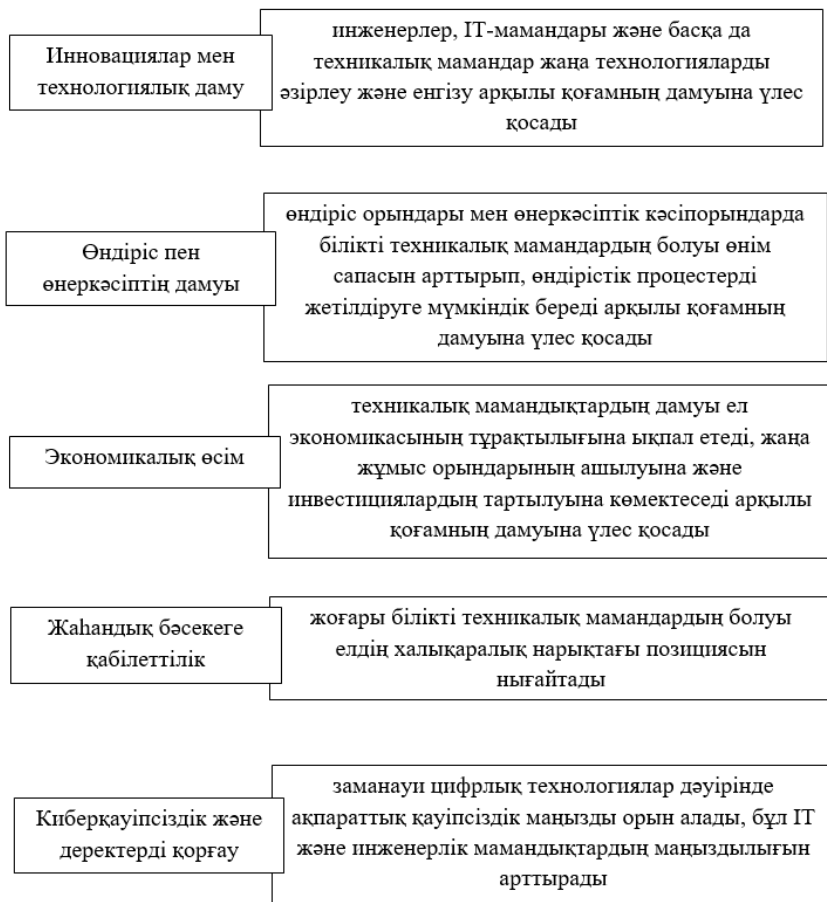 Инновациялар мен
технологиялық даму
инженерлер, IT-мамандары және басқа да
техникалық мамандар жаңа технологияларды
әзірлеу және енгізу арқылы қоғамның дамуына үлес
қосады
Өндіріс пен
өнеркәсіптің дамуы
өндіріс орындары мен өнеркәсіптік кәсіпорындарда
білікті техникалық мамандардың болуы өнім
сапасын арттырып, өндірістік процестерді
жетілдіруге мүмкіндік береді арқылы қоғамның
дамуына үлес қосады
Экономикалық өсім
техникалық мамандықтардың дамуы ел
экономикасының тұрақтылығына ықпал етеді, жаңа
жұмыс орындарының ашылуына және
инвестициялардың тартылуына көмектеседі арқылы
қоғамның дамуына үлес қосады
Жаһандық бәсекеге
қабілеттілік
жоғары білікті техникалық мамандардың болуы
елдің халықаралық нарықтағы позициясын
нығайтады
Киберқауіпсіздік және
деректерді қорғау
заманауи цифрлық технологиялар дәуірінде
ақпараттық қауіпсіздік маңызды орын алады, бұл IT
және инженерлік мамандықтардың маңыздылығын
арттырады